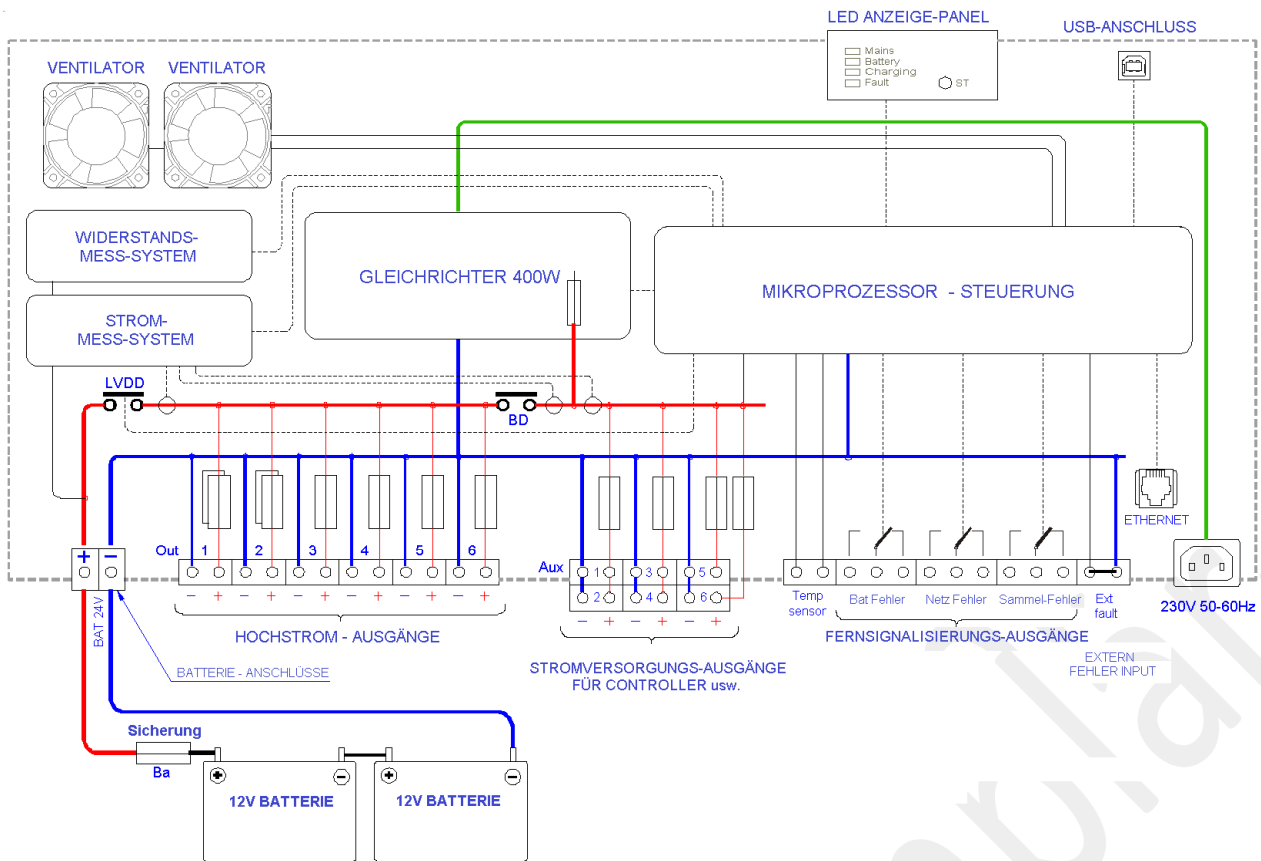 LED ANZEIGE-PANEL
USB-ANSCHLUSS
Mains
Battery
Charging
Fault
ST
VENTILATOR
VENTILATOR
WIDERSTANDS-
MESS-SYSTEM
STROM-
MESS-SYSTEM
GLEICHRICHTER 400W
MIKROPROZESSOR - STEUERUNG
LVDD
BD
ETHERNET
Out 1 2 3 4 5 6
+ −
− + − + − + − + − + − +
BAT 24V
Aux
1 3 5
2 4 6
− + − + − +
Temp
sensor
Bat Fehler
Netz Fehler
Sammel-Fehler
Ext
fault
230V 50-60Hz
HOCHSTROM - AUSGÄNGE
FERNSIGNALISIERUNGS-AUSGÄNGE
EXTERN
FEHLER INPUT
BATTERIE - ANSCHLÜSSE
STROMVERSORGUNGS-AUSGÄNGE
FÜR CONTROLLER usw.
Sicherung
Ba
+ −
+ −
12V BATTERIE
12V BATTERIE